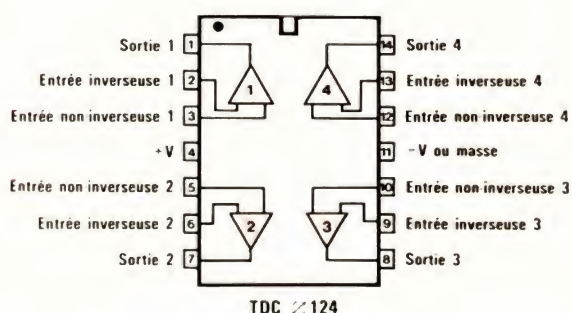 Sortie 1 1 14 Sortie 4
Entrée inverseuse 1 2 13 Entrée inverseuse 4
1 4
Entrée non inverseuse 1 3 12 Entrée non inverseuse 4
+V 4 11 -V ou masse
Entrée non inverseuse 2 5 10 Entrée non-inverseuse 3
Entrée inverseuse 2 6 2 3 9 Entrée inverseuse 3
Sortie 2 7 8 Sortie 3
TDC 124